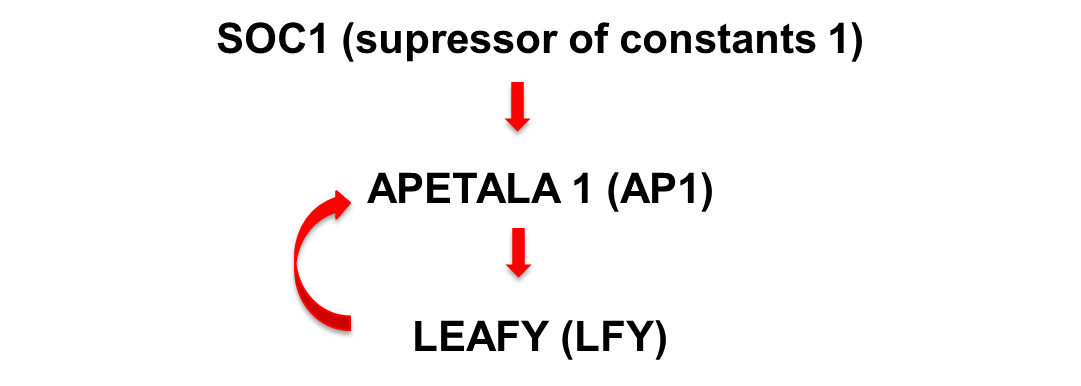 SOC1 (supressor of constants 1)
APETALA 1 (AP1)
LEAFY (LFY)